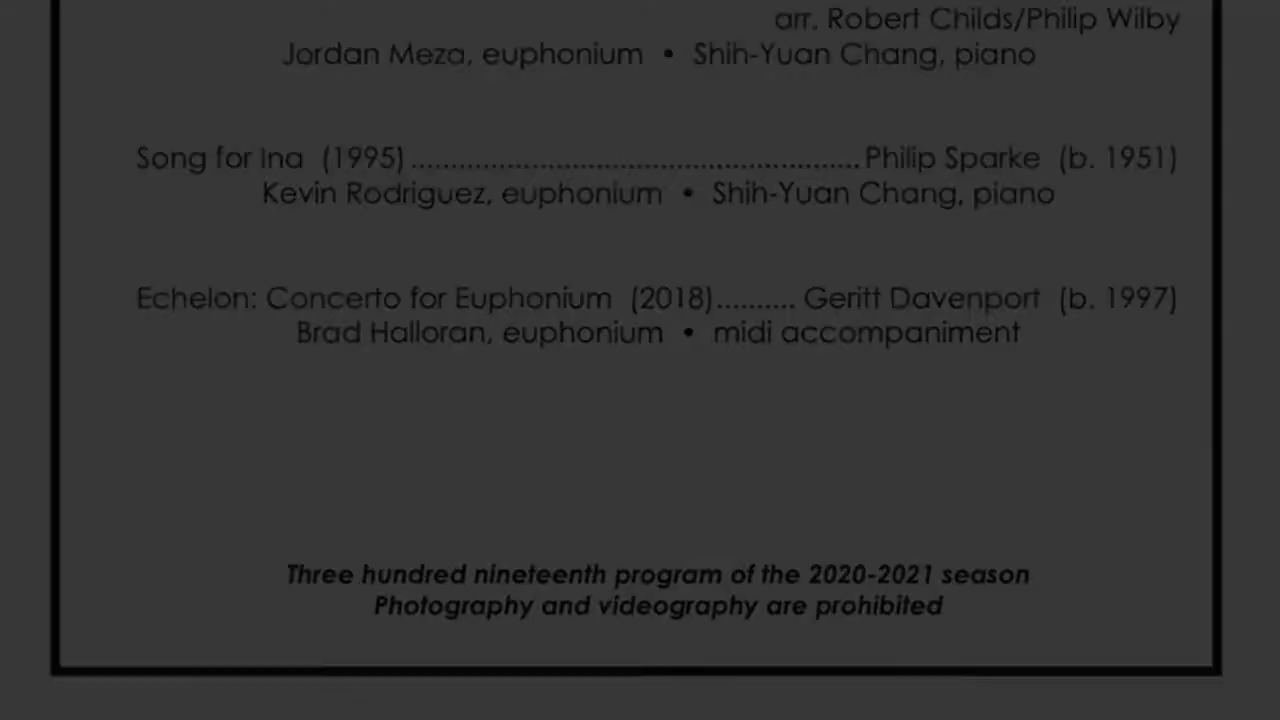 arr. Robert Childs/Philip Wilby
Jordan Meza, euphonium • Shih-Yuan Chang, piano
Song for Ina (1995)................................................Philip Sparke (b. 1951)
Kevin Rodriguez, euphonium • Shih-Yuan Chang, piano
Echelon: Concerto for Euphonium (2018).......... Geritt Davenport (b. 1997)
Brad Halloran, euphonium • midi accompaniment
Three hundred nineteenth program of the 2020-2021 season
Photography and videography are prohibited